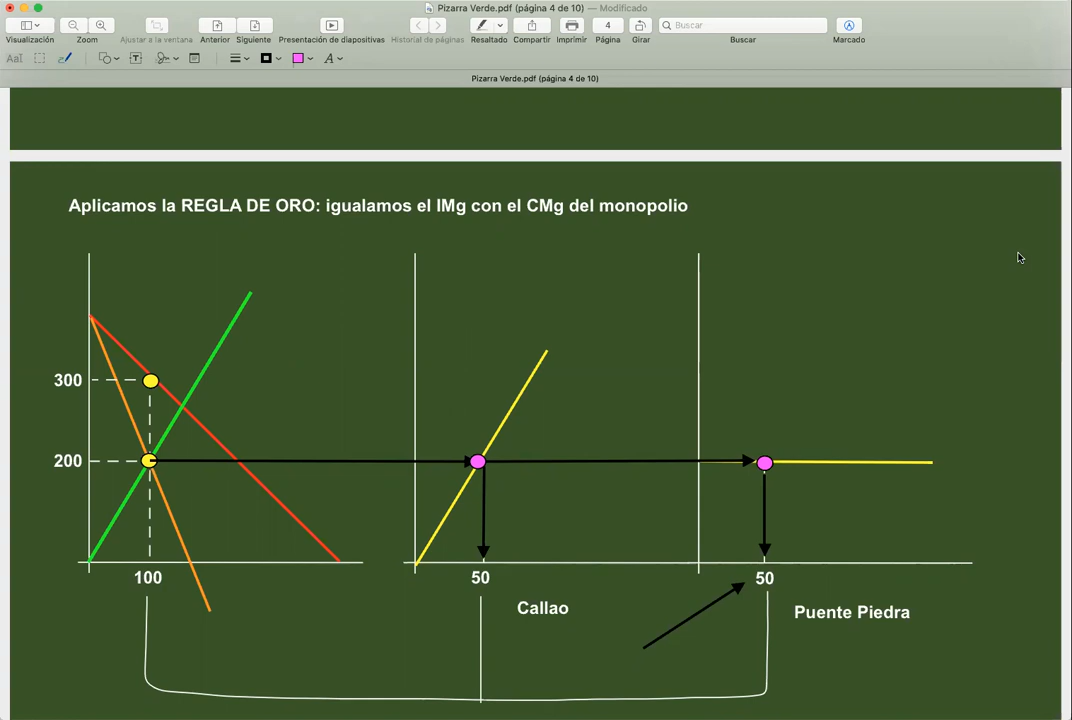 Pizarra Verde.pdf (página 4 de 10) — Modificado
4
Buscar
Visualización
Zoom
Ajustar a la ventana
Anterior
Siguiente
Presentación de diapositivas
Historial de páginas
Resaltado
Compartir
Imprimir
Página
Girar
Buscar
Marcado
AaI
T
A
Pizarra Verde.pdf (página 4 de 10)
Aplicamos la REGLA DE ORO: igualamos el IMg con el CMg del monopolio
300
200
100
50
50
Callao
Puente Piedra